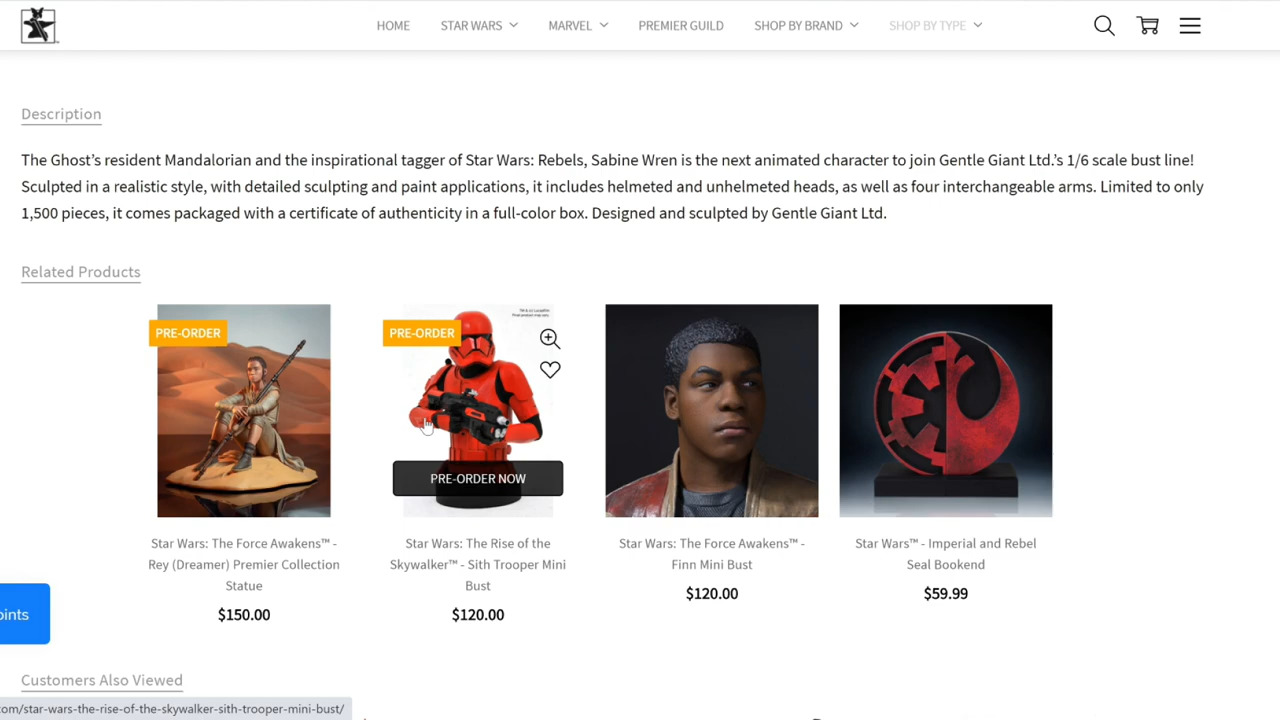 HOME STAR WARS MARVEL PREMIER GUILD SHOP BY BRAND SHOP BY TYPE
Description
The Ghost’s resident Mandalorian and the inspirational tagger of Star Wars: Rebels, Sabine Wren is the next animated character to join Gentle Giant Ltd.’s 1/6 scale bust line!
Sculpted in a realistic style, with detailed sculpting and paint applications, it includes helmeted and unhelmeted heads, as well as four interchangeable arms. Limited to only
1,500 pieces, it comes packaged with a certificate of authenticity in a full-color box. Designed and sculpted by Gentle Giant Ltd.
Related Products
PRE-ORDER
PRE-ORDER
PRE-ORDER NOW
Star Wars: The Force Awakens™ -
Rey (Dreamer) Premier Collection
Statue
$150.00
Star Wars: The Rise of the
Skywalker™ - Sith Trooper Mini
Bust
$120.00
Star Wars: The Force Awakens™ -
Finn Mini Bust
$120.00
Star Wars™ - Imperial and Rebel
Seal Bookend
$59.99
oints
Customers Also Viewed
com/star-wars-the-rise-of-the-skywalker-sith-trooper-mini-bust/